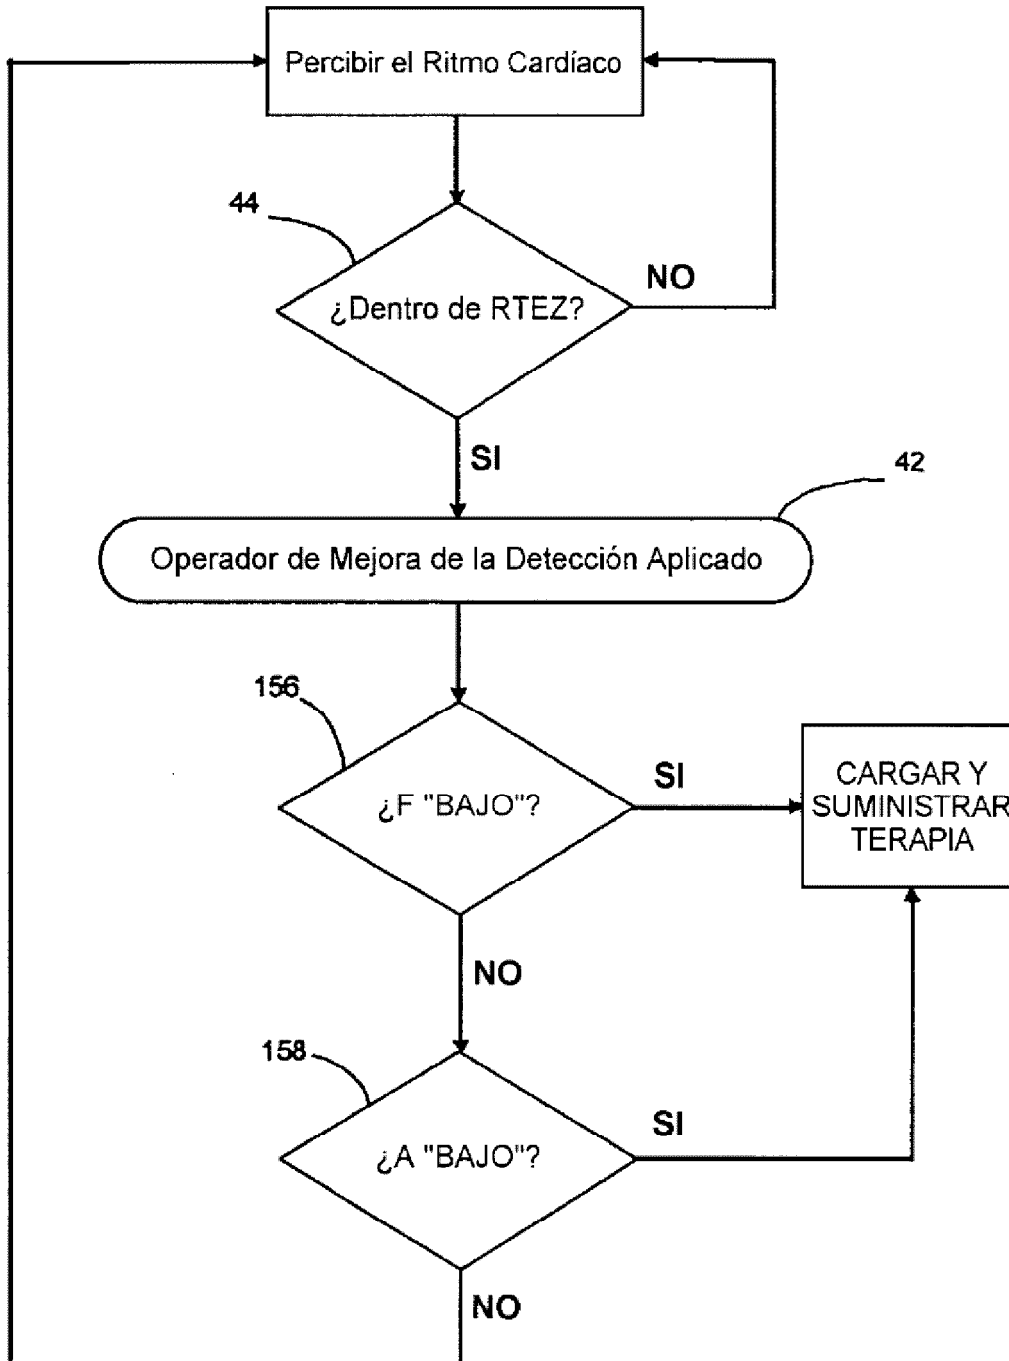 Percibir el Ritmo Cardíaco
44
NO
¿Dentro de RTEZ?
SI
42
Operador de Mejora de la Detección Aplicado
156
SI
¿F "BAJO"?
CARGAR Y
SUMINISTRAR
TERAPIA
NO
158
SI
¿A "BAJO"?
NO